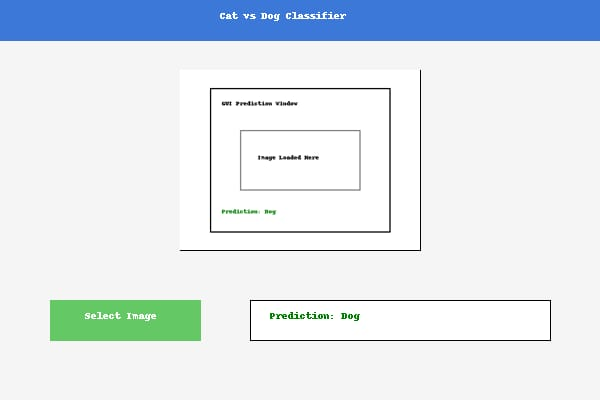 Cat vs Dog Classifier
GUI Prediction Window
Image Loaded Here
Prediction: Dog
Select Image
Prediction: Dog